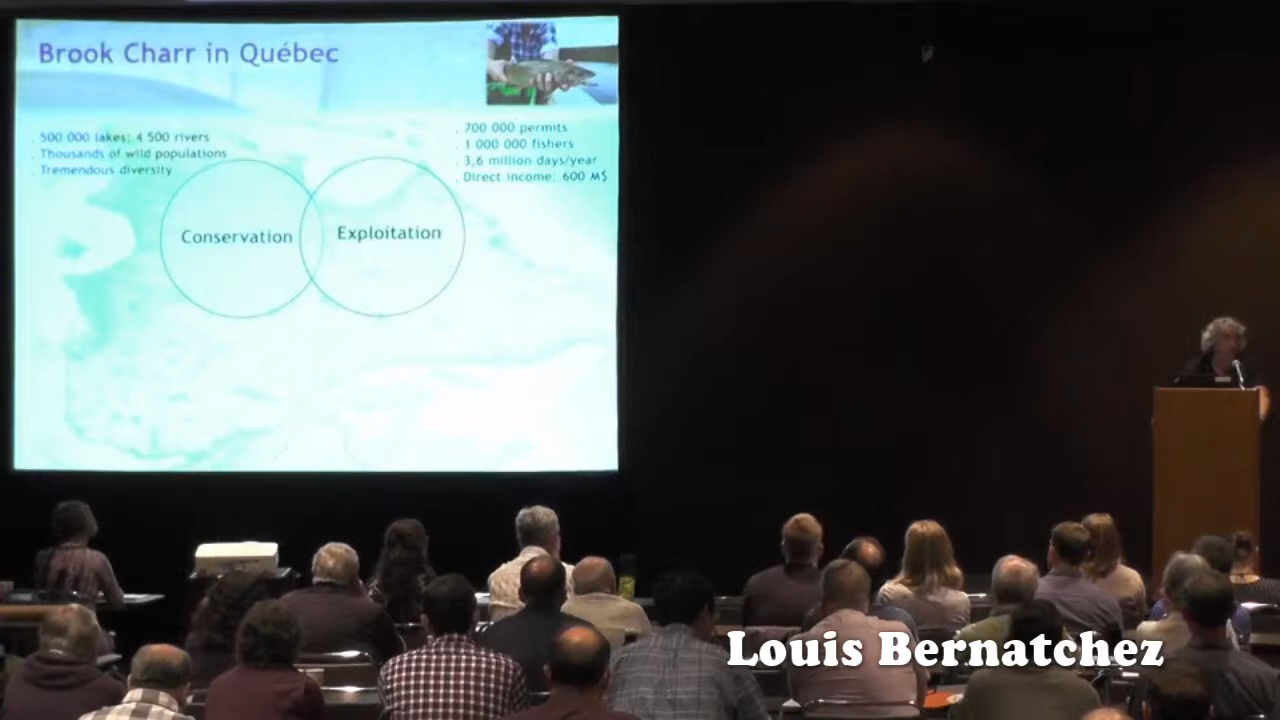 Brook Charr in Québec
. 500 000 lakes; 4 500 rivers
. Thousands of wild populations
. Tremendous diversity
. 700 000 permits
. 1 000 000 fishers
. 3,6 million days/year
. Direct income: 600 M$
Conservation
Exploitation
Louis Bernatchez